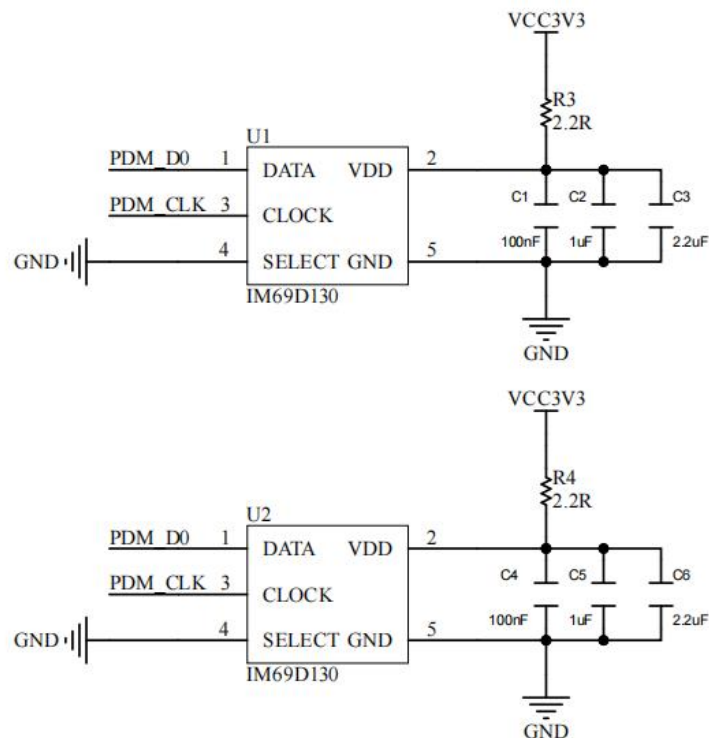 VCC3V3
R3
2.2R
U1
PDM_D0 1 DATA VDD 2
C1 C2 C3
PDM_CLK 3 CLOCK
100nF 1uF 2.2uF
GND 4 SELECT GND 5
IM69D130
GND
VCC3V3
R4
2.2R
U2
PDM_D0 1 DATA VDD 2
C4 C5 C6
PDM_CLK 3 CLOCK
100nF 1uF 2.2uF
GND 4 SELECT GND 5
IM69D130
GND